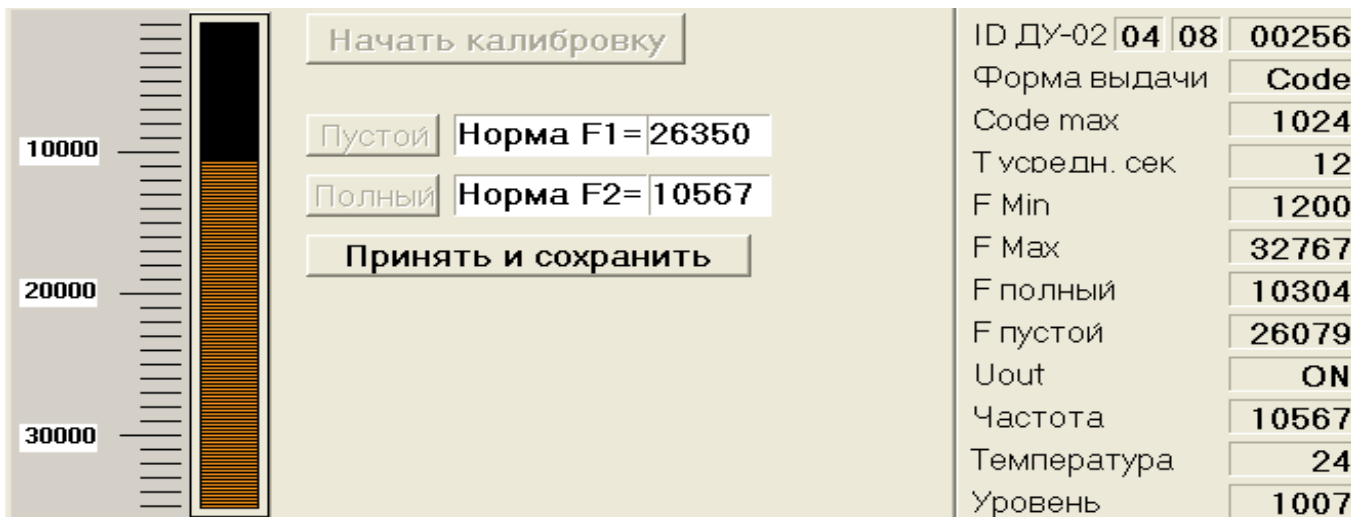 10000
20000
30000
Начать калибровку
Пустой Норма F1= 26350
Полный Норма F2= 10567
Принять и сохранить
ID ДУ-02 04 08 00256
Форма выдачи Code
Code max 1024
Т усредн. сек 12
F Min 1200
F Max 32767
F полный 10304
F пустой 26079
Uout ON
Частота 10567
Температура 24
Уровень 1007